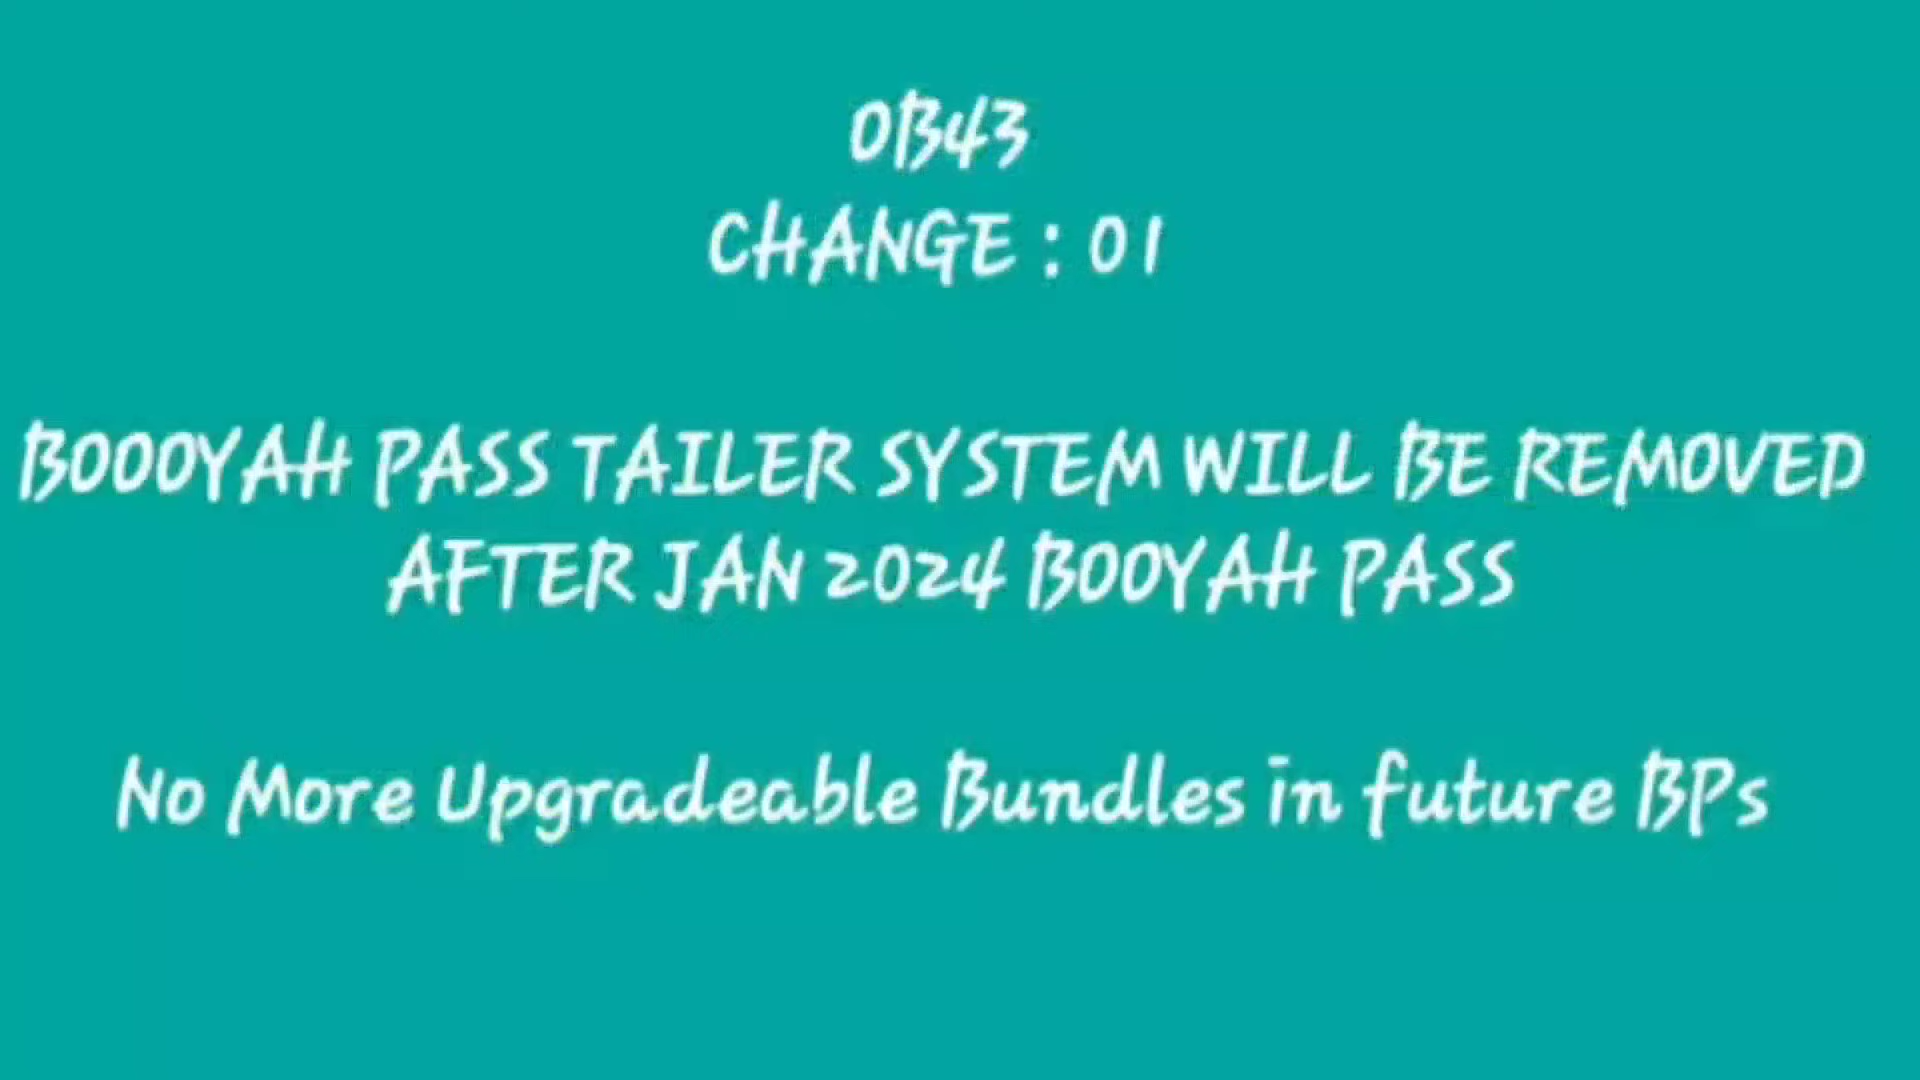 OB43
CHANGE : 01
BOOOYAH PASS TAILER SYSTEM WILL BE REMOVED
AFTER JAN 2024 BOOYAH PASS
No More Upgradeable Bundles in future BPs